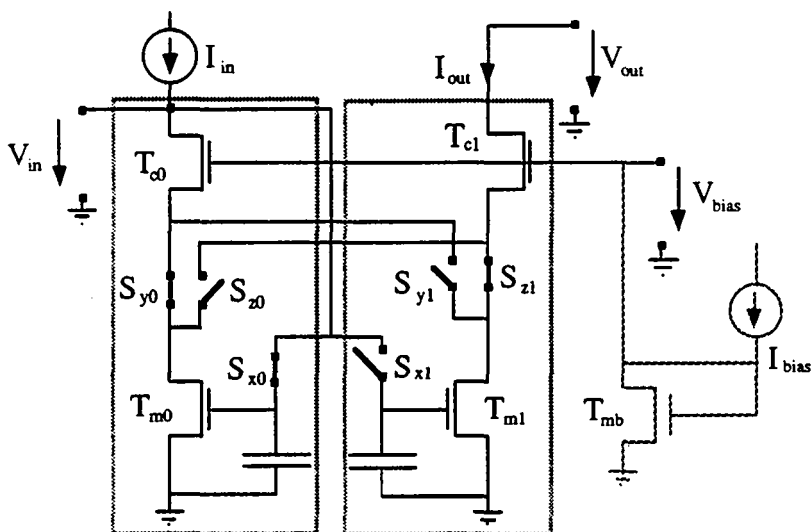 I in
I out
V out
V in
T c0
T c1
V bias
S y0
S z0
S y1
S z1
I bias
S x0
S x1
T m0
T m1
T mb